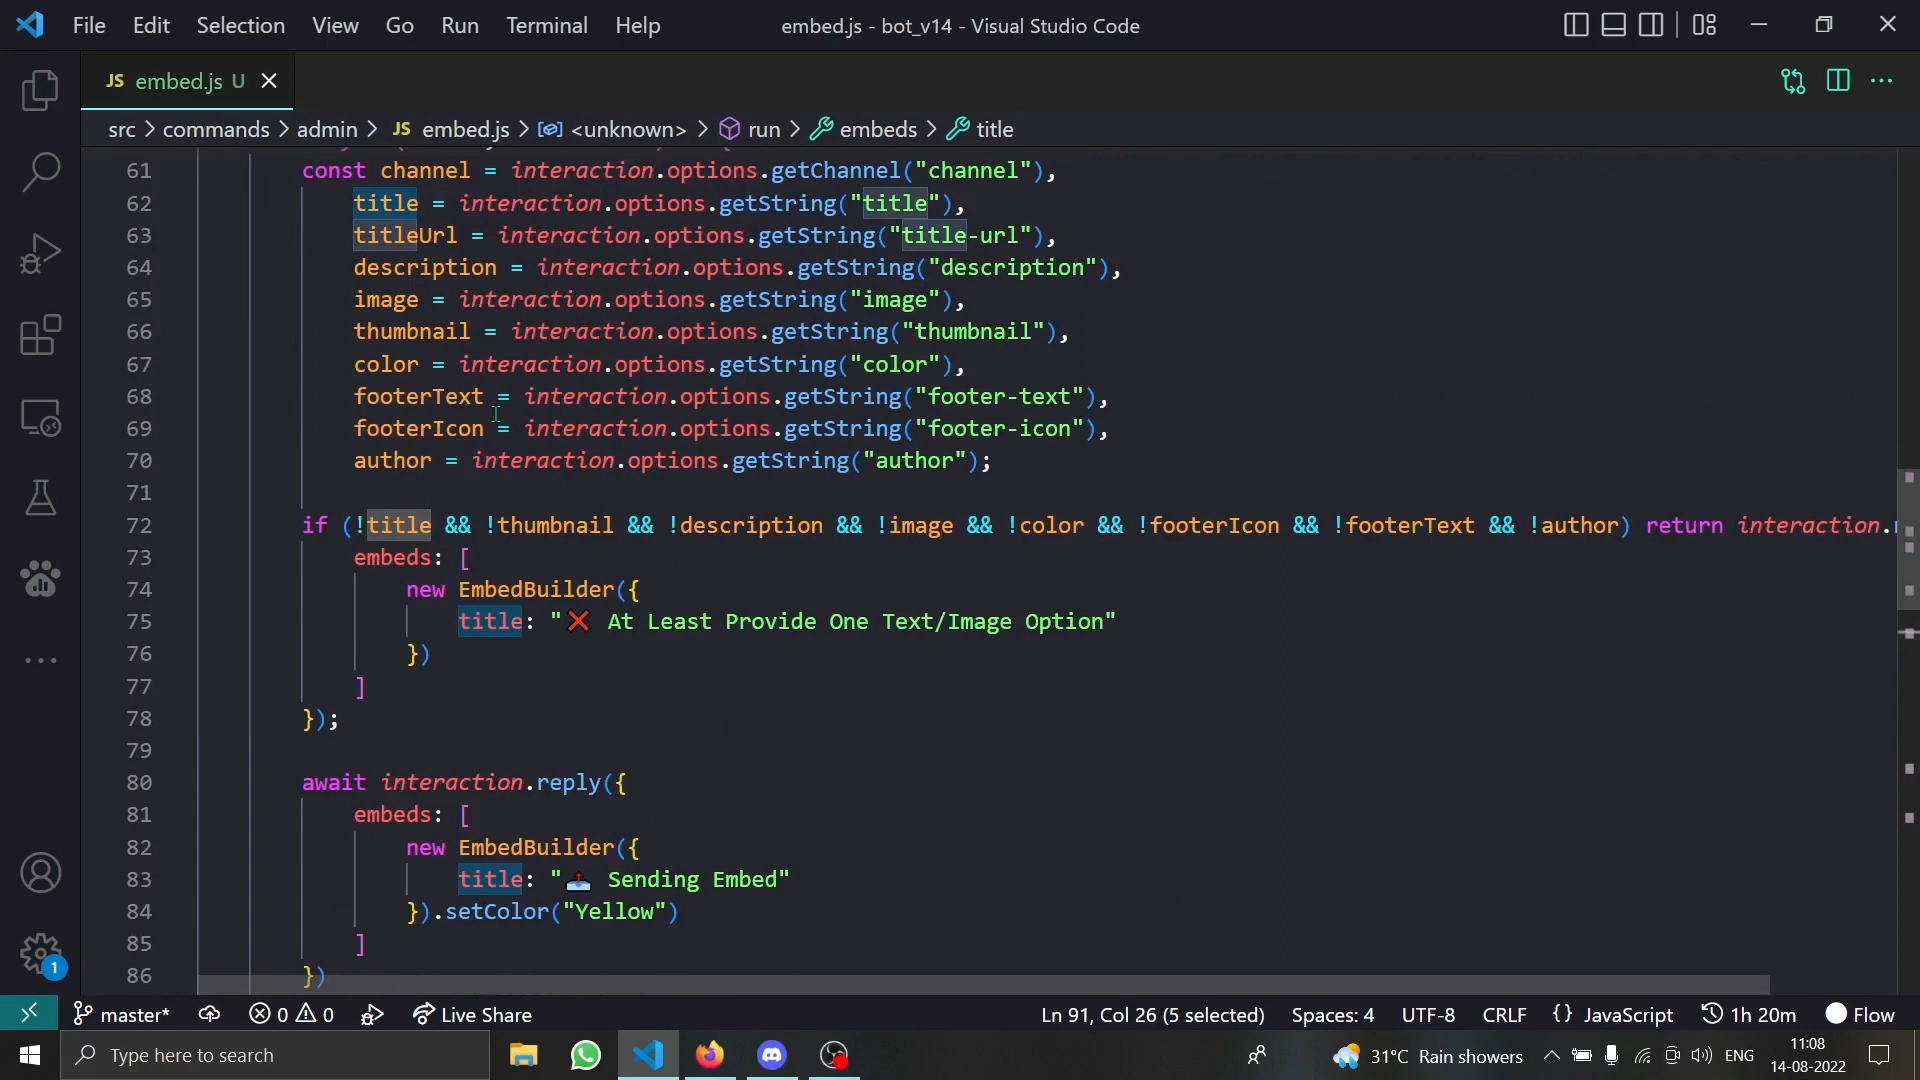 File Edit Selection View Go Run Terminal Help embed.js - bot_v14 - Visual Studio Code
JS embed.js U
src > commands > admin > JS embed.js > <unknown> > run > embeds > title
61 const channel = interaction.options.getChannel("channel"),
62 title = interaction.options.getString("title"),
63 titleUrl = interaction.options.getString("title-url"),
64 description = interaction.options.getString("description"),
65 image = interaction.options.getString("image"),
66 thumbnail = interaction.options.getString("thumbnail"),
67 color = interaction.options.getString("color"),
68 footerText = interaction.options.getString("footer-text"),
69 footerIcon = interaction.options.getString("footer-icon"),
70 author = interaction.options.getString("author");
71
72 if (!title && !thumbnail && !description && !image && !color && !footerIcon && !footerText && !author) return interaction.
73 embeds: [
74 new EmbedBuilder({
75 title: "❌ At Least Provide One Text/Image Option"
76 })
77 ]
78 });
79
80 await interaction.reply({
81 embeds: [
82 new EmbedBuilder({
83 title: "📤 Sending Embed"
84 }).setColor("Yellow")
85 ]
86 })
1
master* 0 0 Live Share Ln 91, Col 26 (5 selected) Spaces: 4 UTF-8 CRLF {} JavaScript 1h 20m Flow
Type here to search 31°C Rain showers ENG 11:08
14-08-2022